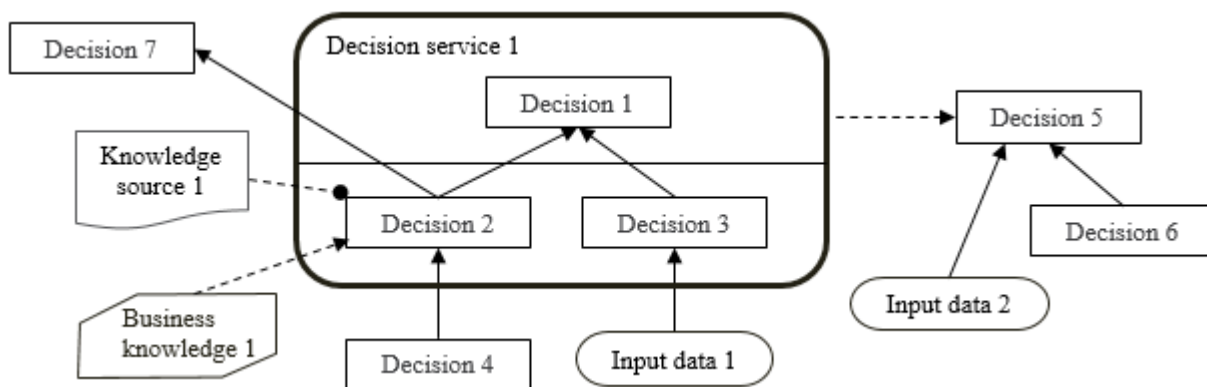 Decision 7
Decision service 1
Decision 1
Decision 5
Knowledge
source 1
Decision 2
Decision 3
Decision 6
Business
knowledge 1
Input data 2
Decision 4
Input data 1